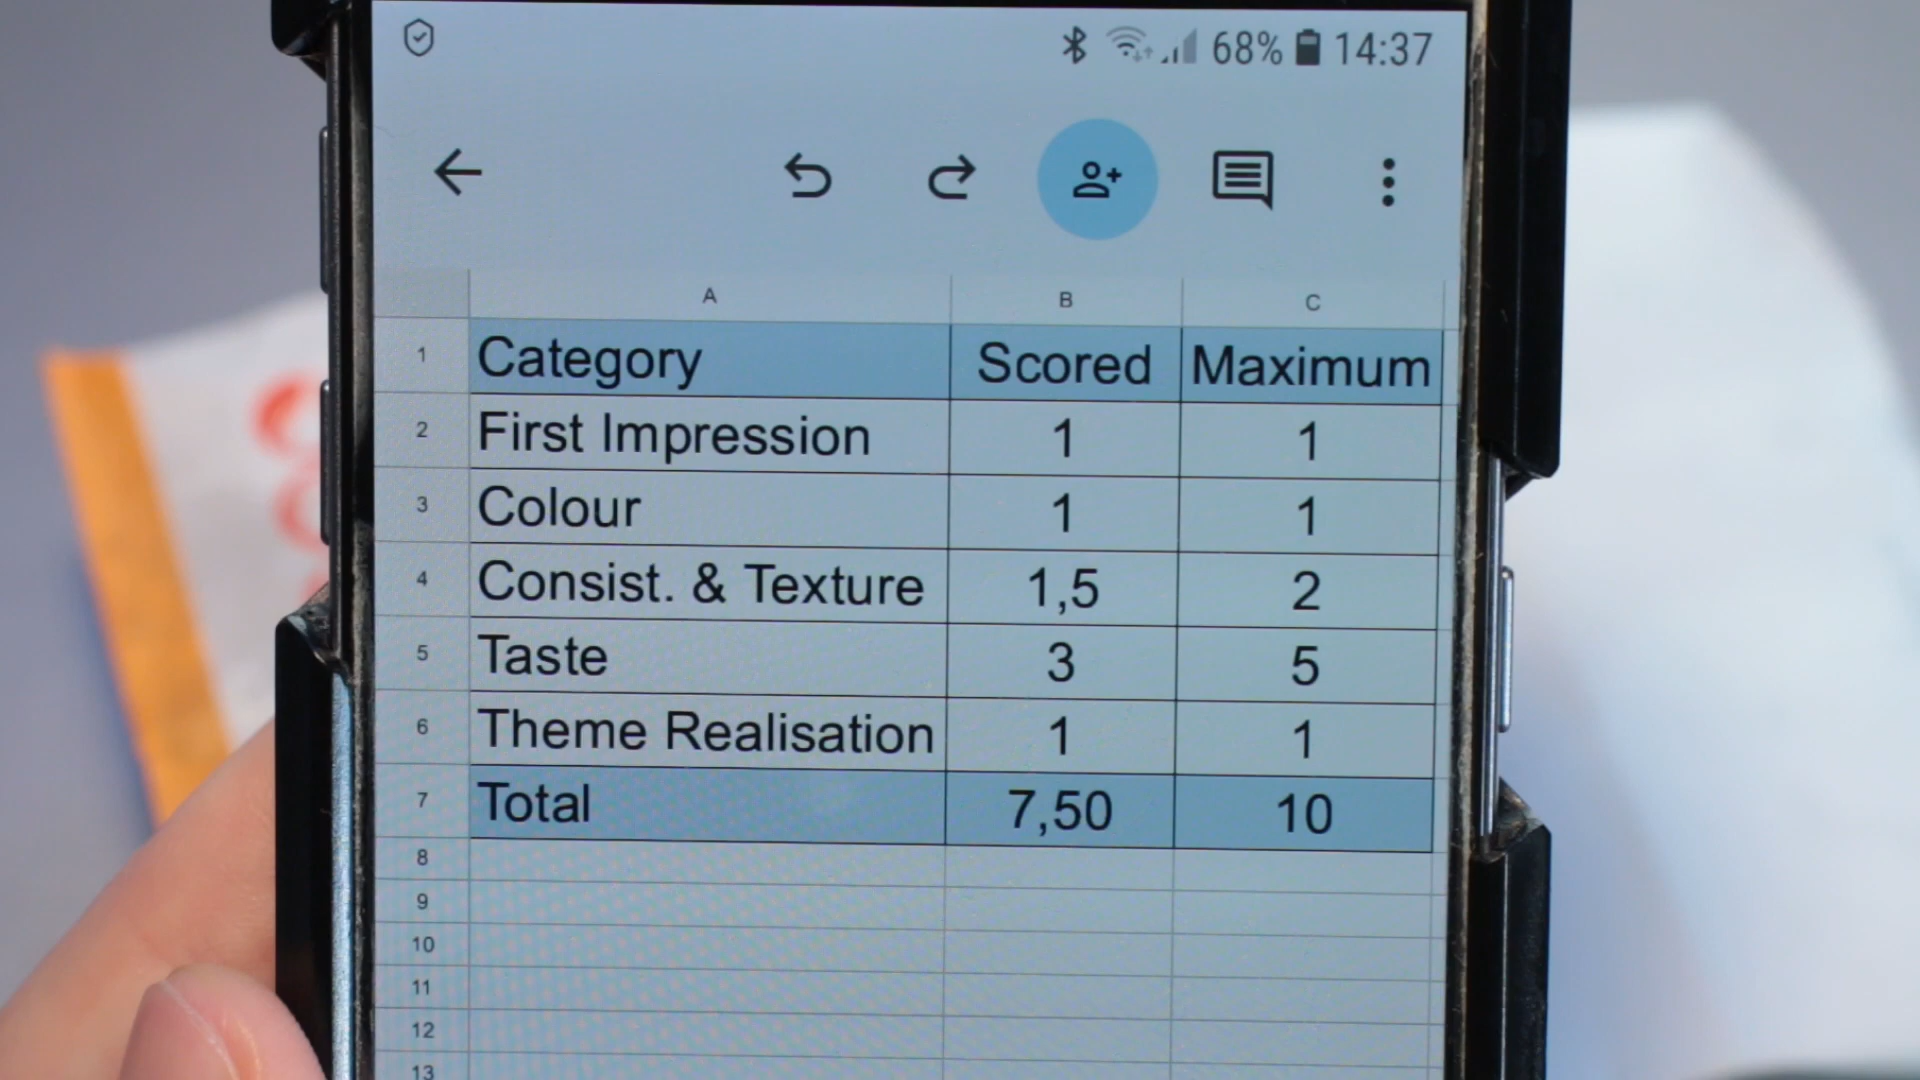 68% 14:37
A B C
1 Category Scored Maximum
2 First Impression 1 1
3 Colour 1 1
4 Consist. & Texture 1,5 2
5 Taste 3 5
6 Theme Realisation 1 1
7 Total 7,50 10
8
9
10
11
12
13